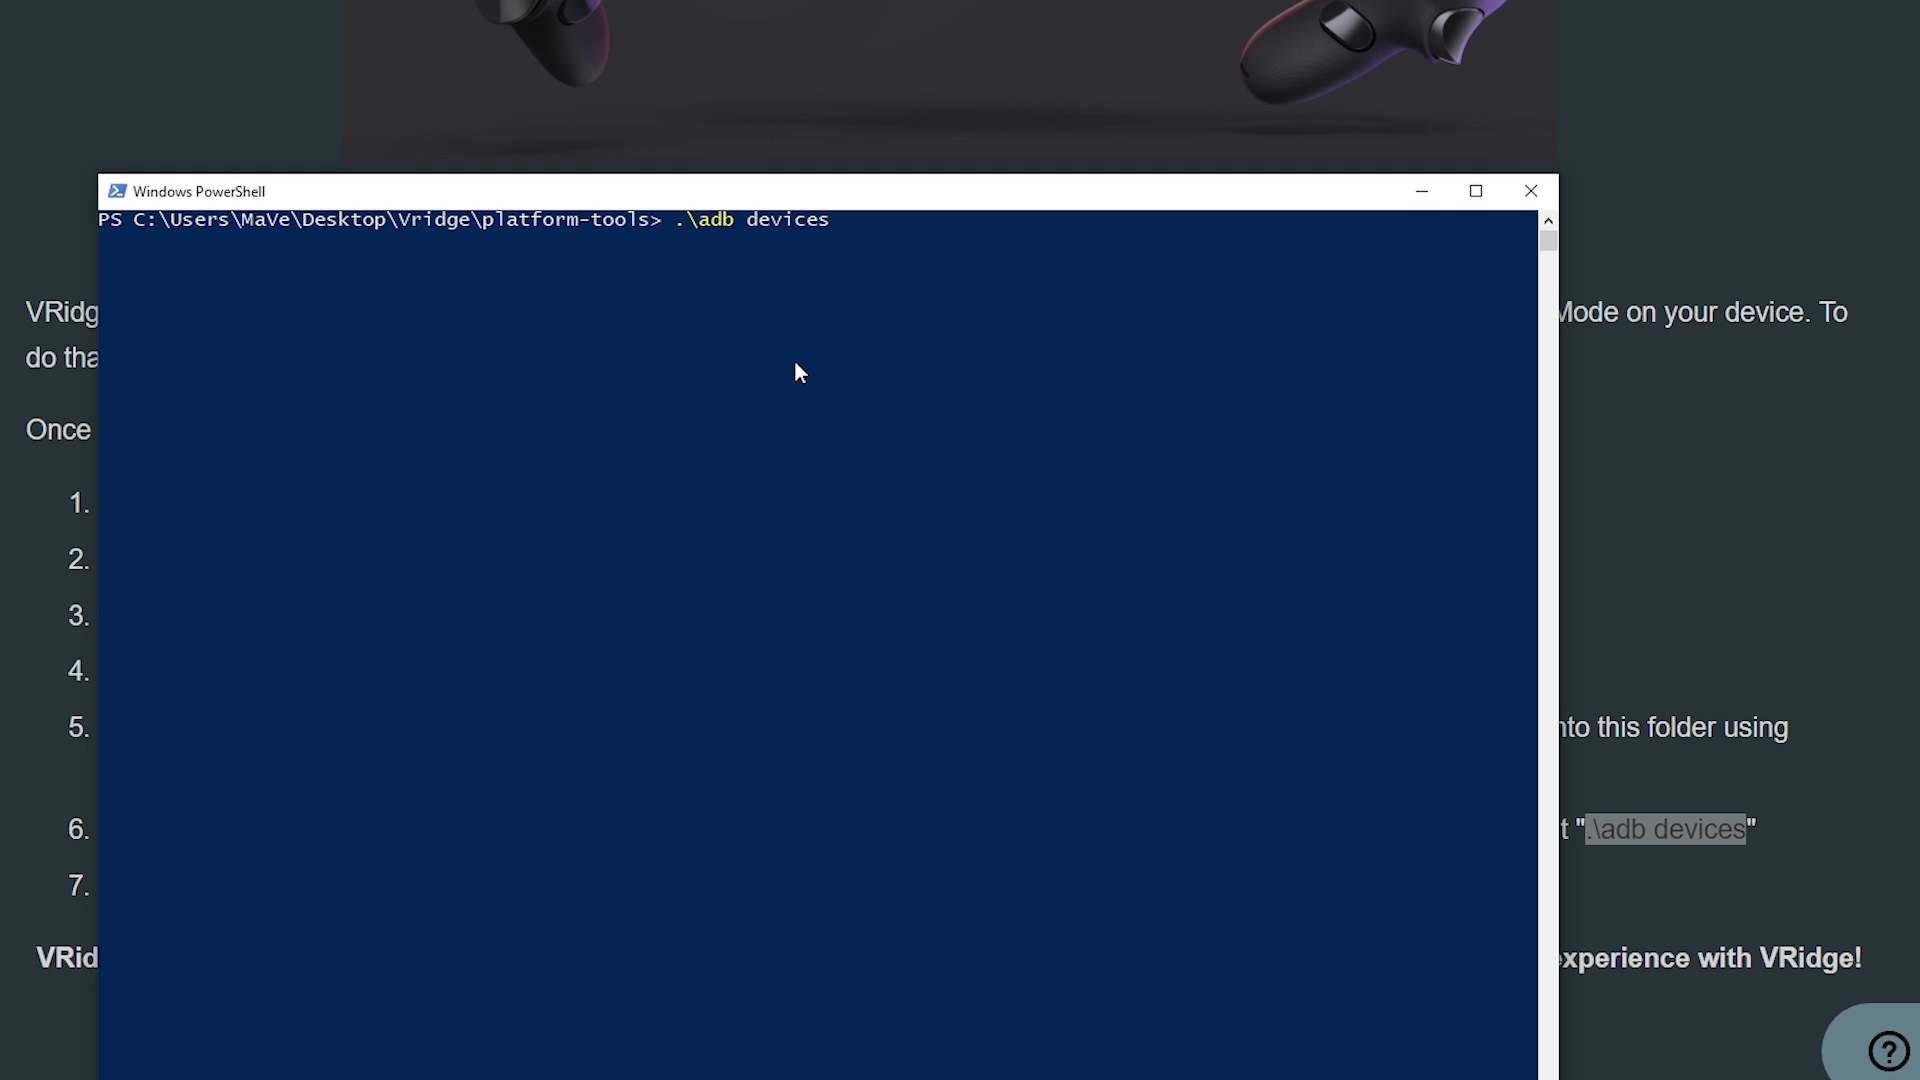 Windows PowerShell
PS C:\Users\MaVe\Desktop\Vridge\platform-tools> .\adb devices
VRidg
Mode on your device. To
do tha
Once
1.
2.
3.
4.
5.
nto this folder using
6.
t ".\adb devices"
7.
VRid
experience with VRidge!
?